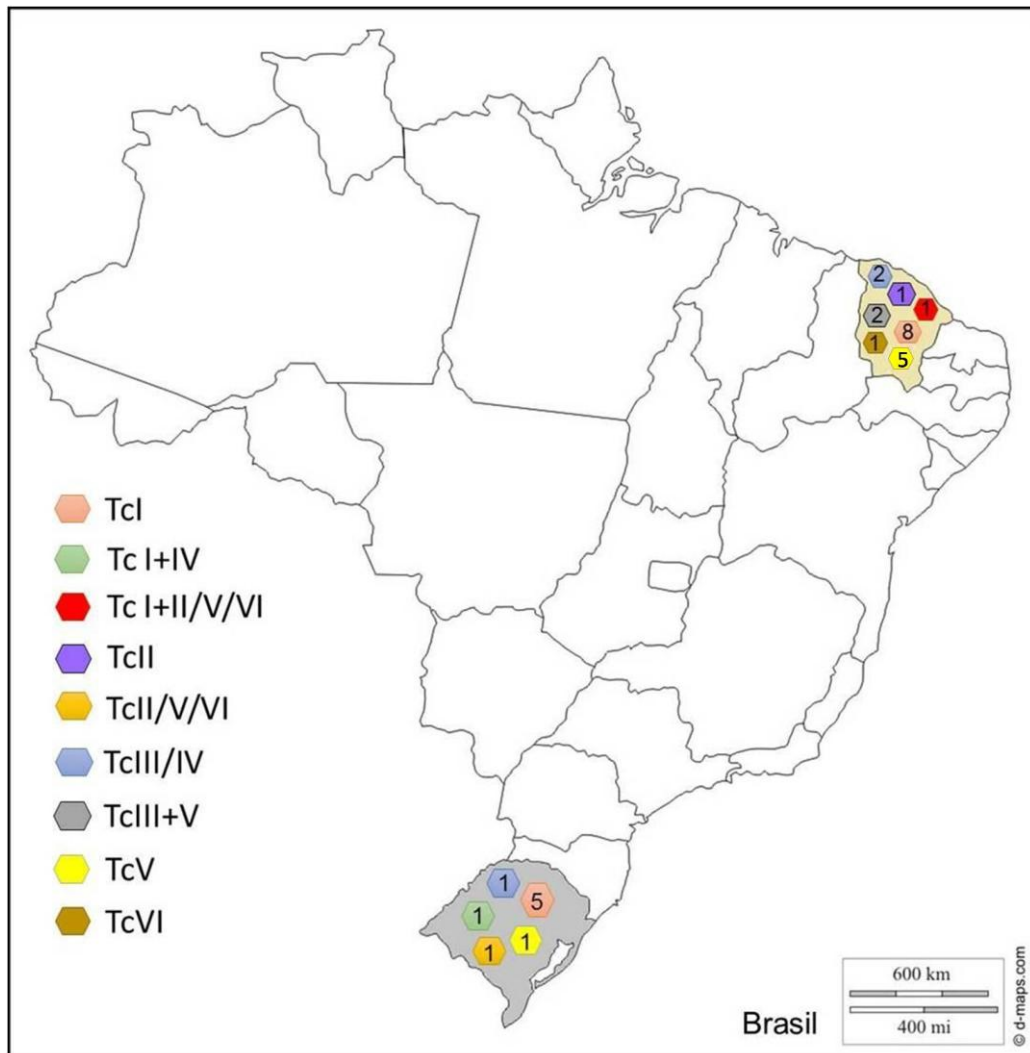 2
1
1
2
8
1
5
TcI
Tc I+IV
Tc I+II/V/VI
TcII
TcII/V/VI
TcIII/IV
TcIII+V
TcV
TcVI
1
5
1
1
1
600 km
400 mi
Brasil
© d-maps.com